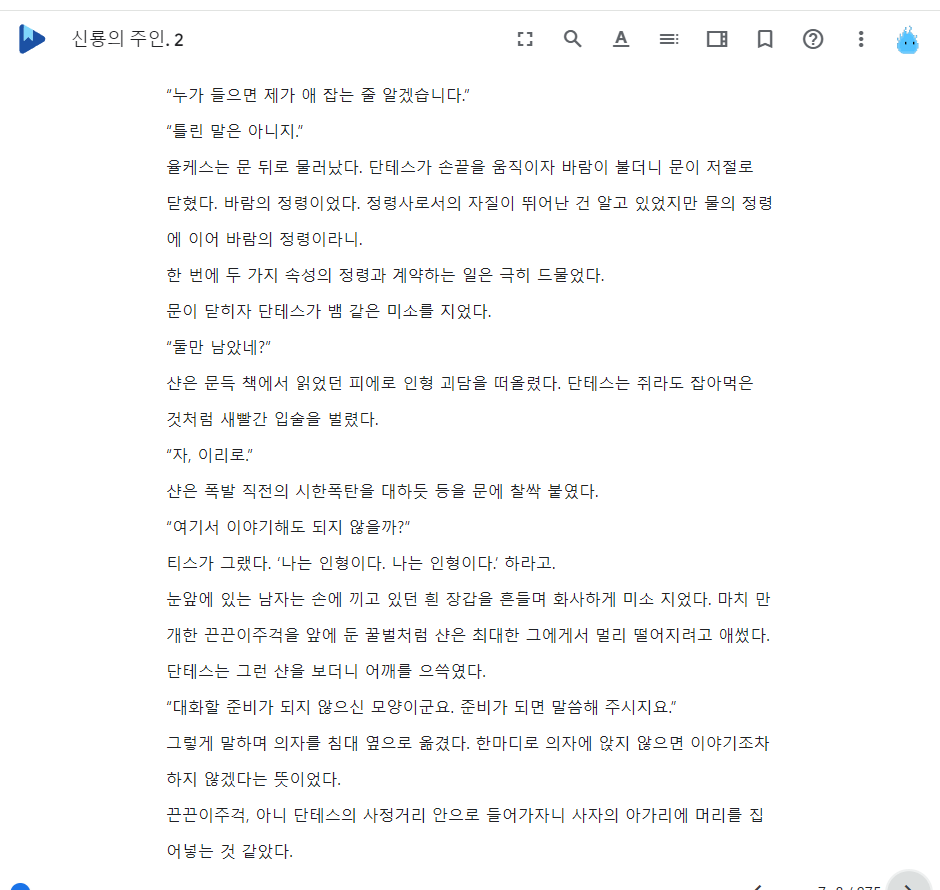 신룡의 주인. 2
“누가 들으면 제가 애 잡는 줄 알겠습니다.”
“틀린 말은 아니지.”
율케스는 문 뒤로 물러났다. 단테스가 손끝을 움직이자 바람이 불더니 문이 저절로
닫혔다. 바람의 정령이었다. 정령사로서의 자질이 뛰어난 건 알고 있었지만 물의 정령
에 이어 바람의 정령이라니.
한 번에 두 가지 속성의 정령과 계약하는 일은 극히 드물었다.
문이 닫히자 단테스가 뱀 같은 미소를 지었다.
“둘만 남았네?”
샨은 문득 책에서 읽었던 피에로 인형 괴담을 떠올렸다. 단테스는 쥐라도 잡아먹은
것처럼 새빨간 입술을 벌렸다.
“자, 이리로.”
샨은 폭발 직전의 시한폭탄을 대하듯 등을 문에 찰싹 붙였다.
“여기서 이야기해도 되지 않을까?”
티스가 그랬다. ‘나는 인형이다. 나는 인형이다.’ 하라고.
눈앞에 있는 남자는 손에 끼고 있던 흰 장갑을 흔들며 화사하게 미소 지었다. 마치 만
개한 끈끈이주걱을 앞에 둔 꿀벌처럼 샨은 최대한 그에게서 멀리 떨어지려고 애썼다.
단테스는 그런 샨을 보더니 어깨를 으쓱였다.
“대화할 준비가 되지 않으신 모양이군요. 준비가 되면 말씀해 주시지요.”
그렇게 말하며 의자를 침대 옆으로 옮겼다. 한마디로 의자에 앉지 않으면 이야기조차
하지 않겠다는 뜻이었다.
끈끈이주걱, 아니 단테스의 사정거리 안으로 들어가자니 사자의 아가리에 머리를 집
어넣는 것 같았다.